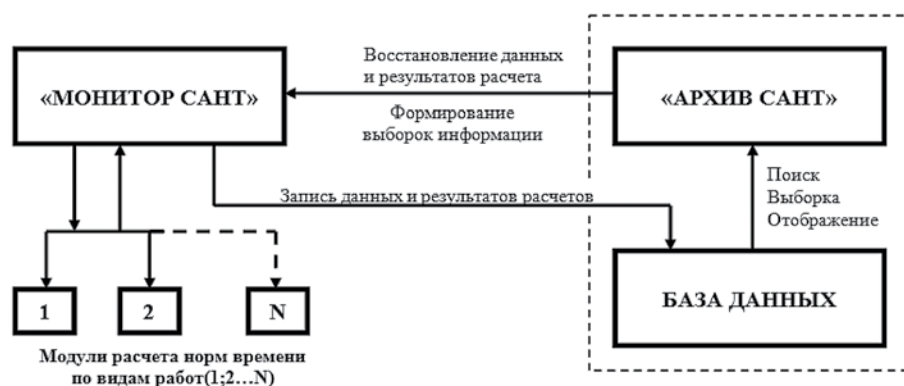 Восстановление данных
и результатов расчета
«МОНИТОР САНТ»
«АРХИВ САНТ»
Формирование
выборок информации
Запись данных и результатов расчетов
Поиск
Выборка
Отображение
1
2
N
БАЗА ДАННЫХ
Модули расчета норм времени
по видам работ(1;2...N)